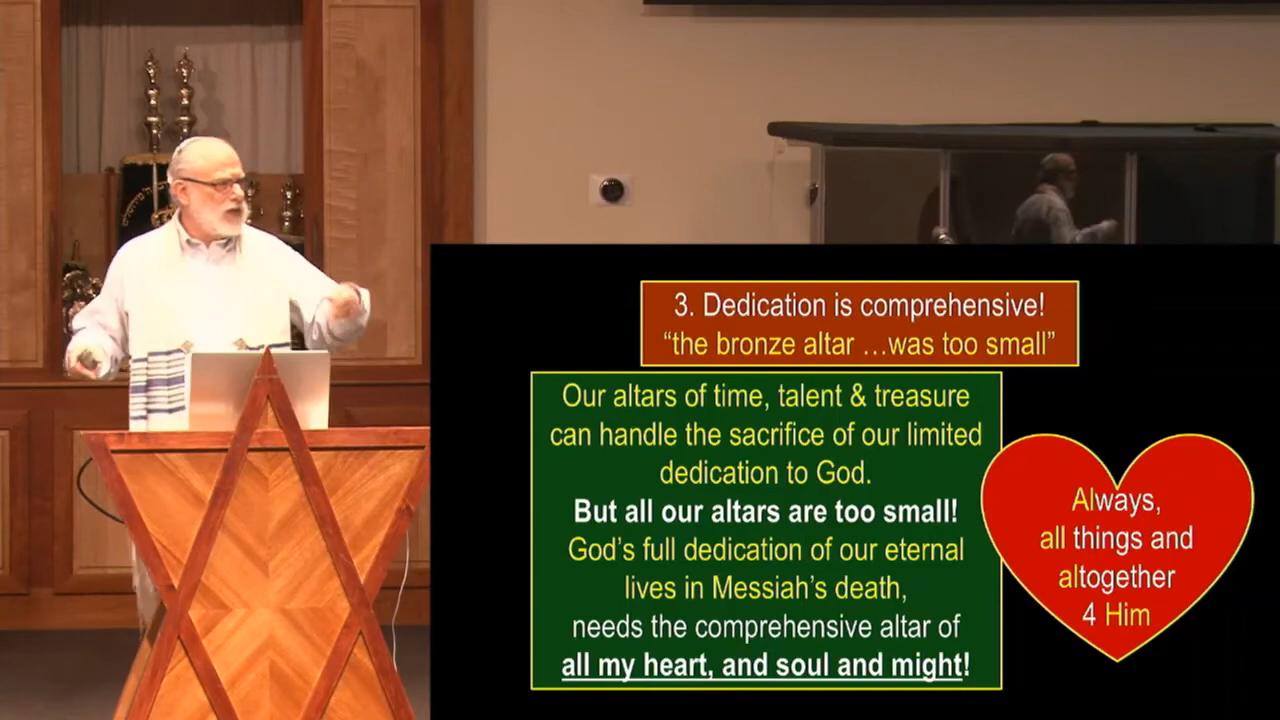 3. Dedication is comprehensive!
“the bronze altar ...was too small”
Our altars of time, talent & treasure
can handle the sacrifice of our limited
dedication to God.
But all our altars are too small!
God’s full dedication of our eternal
lives in Messiah’s death,
needs the comprehensive altar of
all my heart, and soul and might!
Always,
all things and
altogether
4 Him